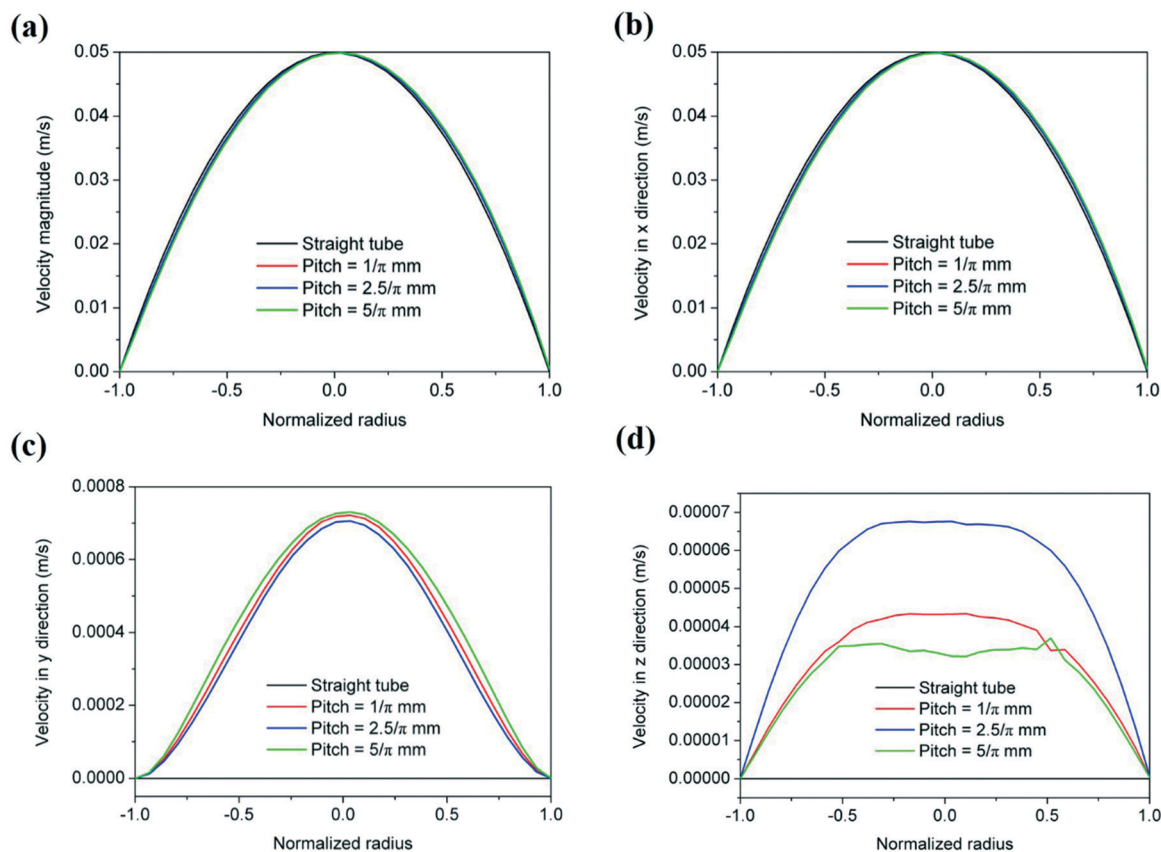 (a)
Velocity magnitude (m/s)
0.05
0.04
0.03
0.02
0.01
0.00
Straight tube
Pitch = 1/π mm
Pitch = 2.5/π mm
Pitch = 5/π mm
-1.0 -0.5 0.0 0.5 1.0
Normalized radius
(b)
Velocity in x direction (m/s)
0.05
0.04
0.03
0.02
0.01
0.00
Straight tube
Pitch = 1/π mm
Pitch = 2.5/π mm
Pitch = 5/π mm
-1.0 -0.5 0.0 0.5 1.0
Normalized radius
(c)
Velocity in y direction (m/s)
0.0008
0.0006
0.0004
0.0002
0.0000
Straight tube
Pitch = 1/π mm
Pitch = 2.5/π mm
Pitch = 5/π mm
-1.0 -0.5 0.0 0.5 1.0
Normalized radius
(d)
Velocity in z direction (m/s)
0.00007
0.00006
0.00005
0.00004
0.00003
0.00002
0.00001
0.00000
Straight tube
Pitch = 1/π mm
Pitch = 2.5/π mm
Pitch = 5/π mm
-1.0 -0.5 0.0 0.5 1.0
Normalized radius